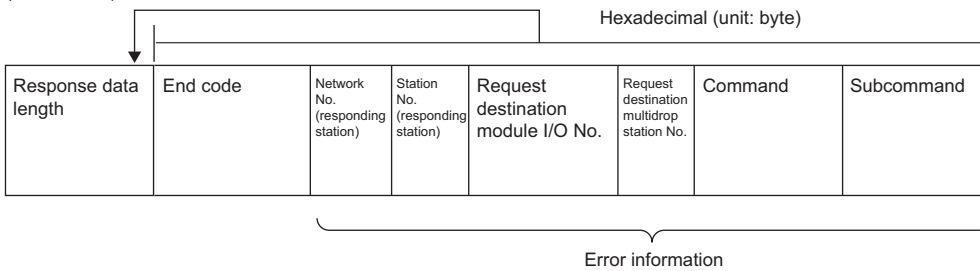 Hexadecimal (unit: byte)
Response data
length
End code
Network
No.
(responding
station)
Station
No.
(responding
station)
Request
destination
module I/O No.
Request
destination
multidrop
station No.
Command
Subcommand
Error information